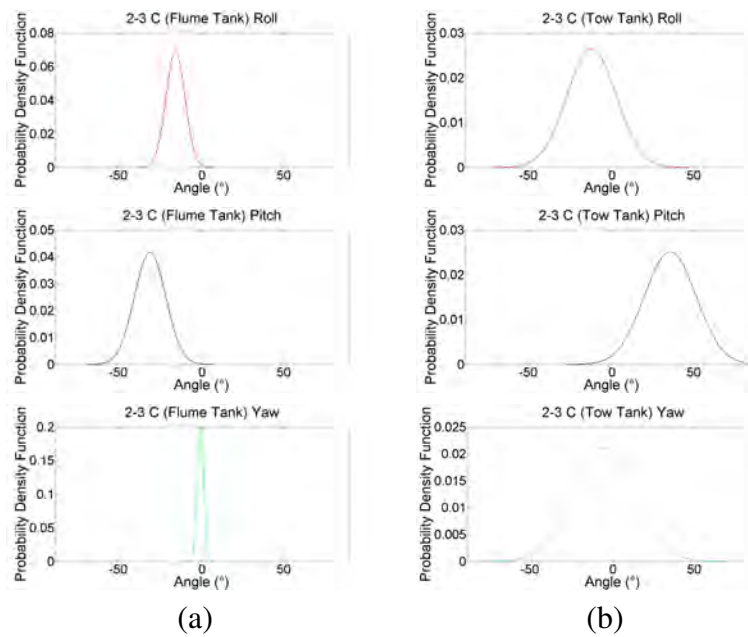 2-3 C (Flume Tank) Roll
Probability Density Function
0.08
0.06
0.04
0.02
0
-50
0
50
Angle (°)
2-3 C (Tow Tank) Roll
Probability Density Function
0.03
0.02
0.01
0
-50
0
50
Angle (°)
2-3 C (Flume Tank) Pitch
Probability Density Function
0.05
0.04
0.03
0.02
0.01
0
-50
0
50
Angle (°)
2-3 C (Tow Tank) Pitch
Probability Density Function
0.03
0.02
0.01
0
-50
0
50
Angle (°)
2-3 C (Flume Tank) Yaw
Probability Density Function
0.2
0.15
0.1
0.05
0
-50
0
50
Angle (°)
2-3 C (Tow Tank) Yaw
Probability Density Function
0.025
0.02
0.015
0.01
0.005
0
-50
0
50
Angle (°)
(a)
(b)